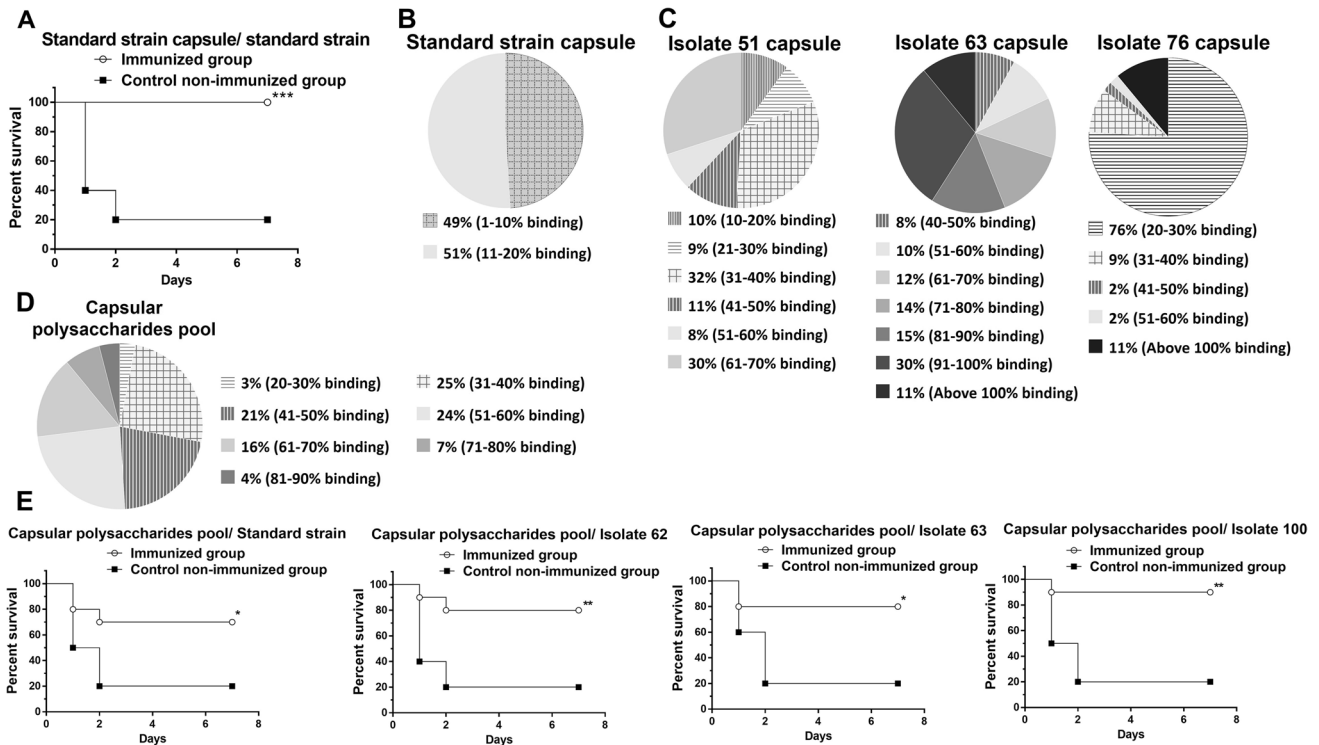 A
Standard strain capsule/ standard strain
Immunized group
Control non-immunized group
***
100
80
60
40
20
0
0 2 4 6 8
Percent survival
Days
B
Standard strain capsule
49% (1-10% binding)
51% (11-20% binding)
C
Isolate 51 capsule
10% (10-20% binding)
9% (21-30% binding)
32% (31-40% binding)
11% (41-50% binding)
8% (51-60% binding)
30% (61-70% binding)
Isolate 63 capsule
8% (40-50% binding)
10% (51-60% binding)
12% (61-70% binding)
14% (71-80% binding)
15% (81-90% binding)
30% (91-100% binding)
11% (Above 100% binding)
Isolate 76 capsule
76% (20-30% binding)
9% (31-40% binding)
2% (41-50% binding)
2% (51-60% binding)
11% (Above 100% binding)
D
Capsular
polysaccharides pool
3% (20-30% binding)
25% (31-40% binding)
21% (41-50% binding)
24% (51-60% binding)
16% (61-70% binding)
7% (71-80% binding)
4% (81-90% binding)
E
Capsular polysaccharides pool/ Standard strain
Immunized group
Control non-immunized group
*
100
80
60
40
20
0
0 2 4 6 8
Percent survival
Days
Capsular polysaccharides pool/ Isolate 62
Immunized group
Control non-immunized group
**
100
80
60
40
20
0
0 2 4 6 8
Percent survival
Days
Capsular polysaccharides pool/ Isolate 63
Immunized group
Control non-immunized group
*
100
80
60
40
20
0
0 2 4 6 8
Percent survival
Days
Capsular polysaccharides pool/ Isolate 100
Immunized group
Control non-immunized group
**
100
80
60
40
20
0
0 2 4 6 8
Percent survival
Days